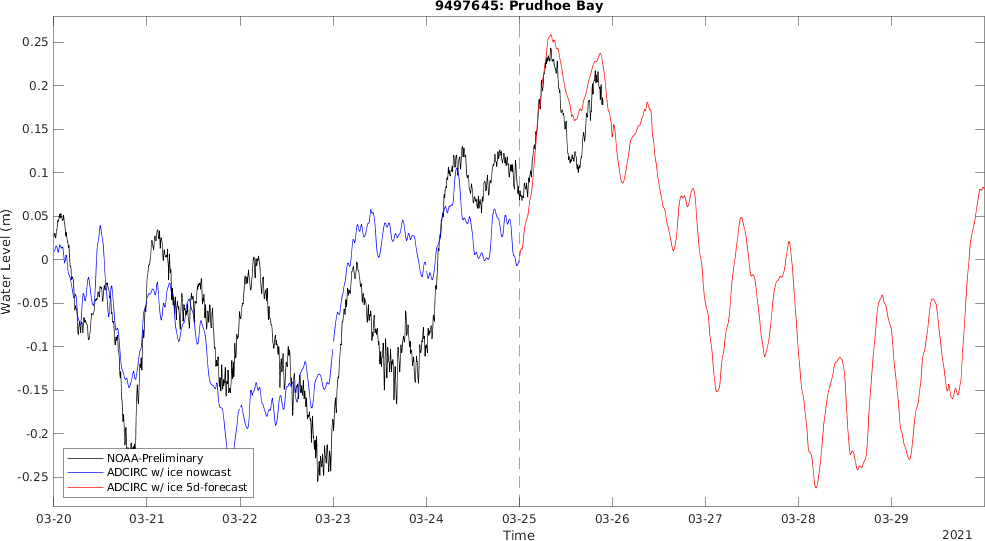 9497645: Prudhoe Bay
Water Level (m)
0.25
0.2
0.15
0.1
0.05
0
-0.05
-0.1
-0.15
-0.2
-0.25
NOAA-Preliminary
ADCIRC w/ ice nowcast
ADCIRC w/ ice 5d-forecast
03-20 03-21 03-22 03-23 03-24 03-25 03-26 03-27 03-28 03-29
Time
2021